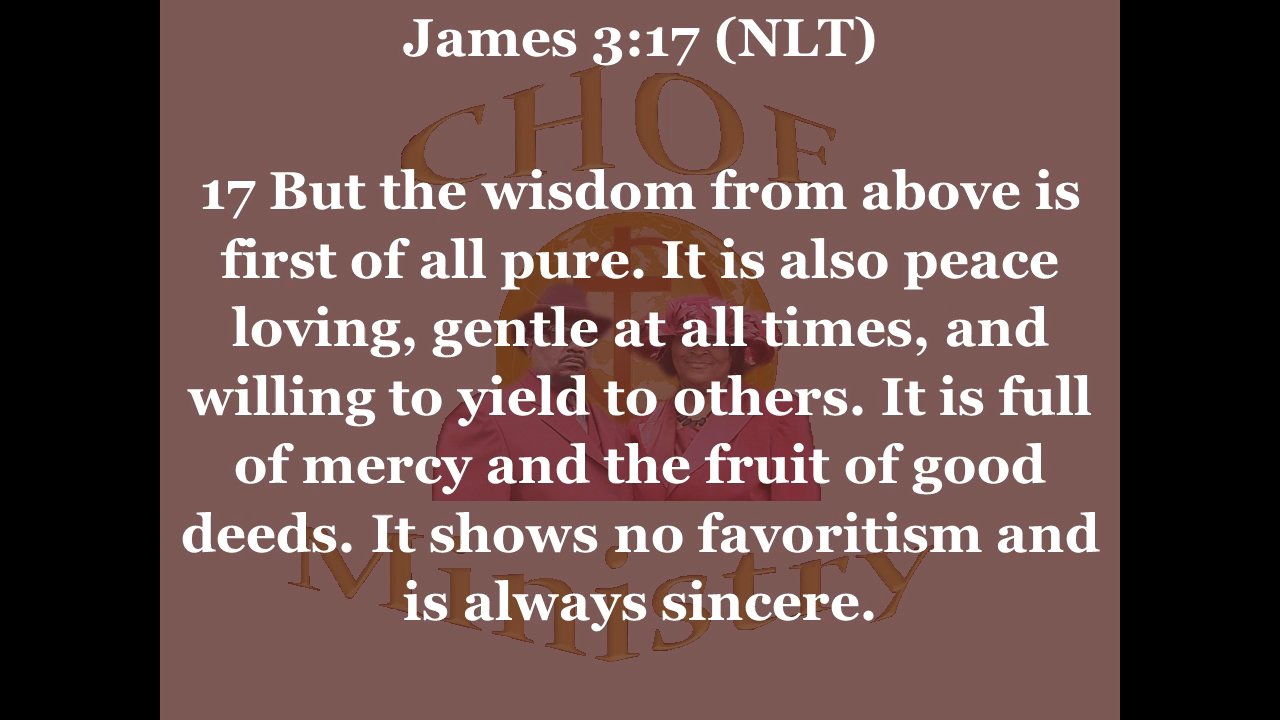 James 3:17 (NLT)
CHOF
17 But the wisdom from above is
first of all pure. It is also peace
loving, gentle at all times, and
willing to yield to others. It is full
of mercy and the fruit of good
deeds. It shows no favoritism and
is always sincere.
Ministry